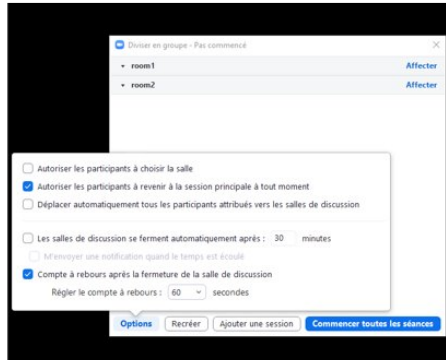 Diviser en groupe - Pas commencé
room1 Affecter
room2 Affecter
Autoriser les participants à choisir la salle
Autoriser les participants à revenir à la session principale à tout moment
Déplacer automatiquement tous les participants attribués vers les salles de discussion
Les salles de discussion se ferment automatiquement après : 30 minutes
M'envoyer une notification quand le temps est écoulé
Compte à rebours après la fermeture de la salle de discussion
Régler le compte à rebours : 60 secondes
Options Recréer Ajouter une session Commencer toutes les séances